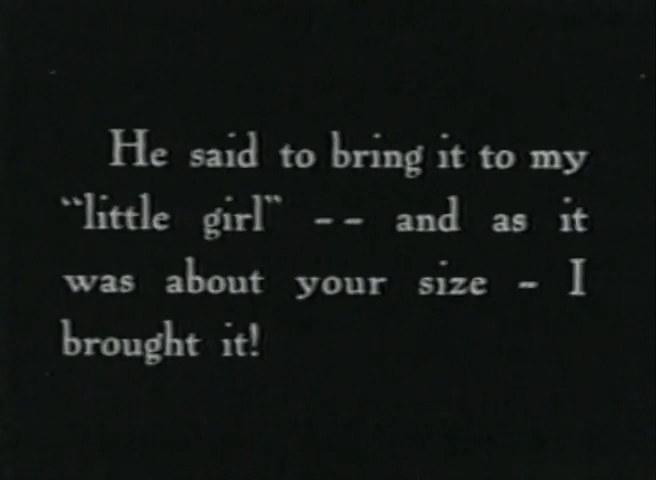 He said to bring it to my
"little girl" -- and as it
was about your size - I
brought it!